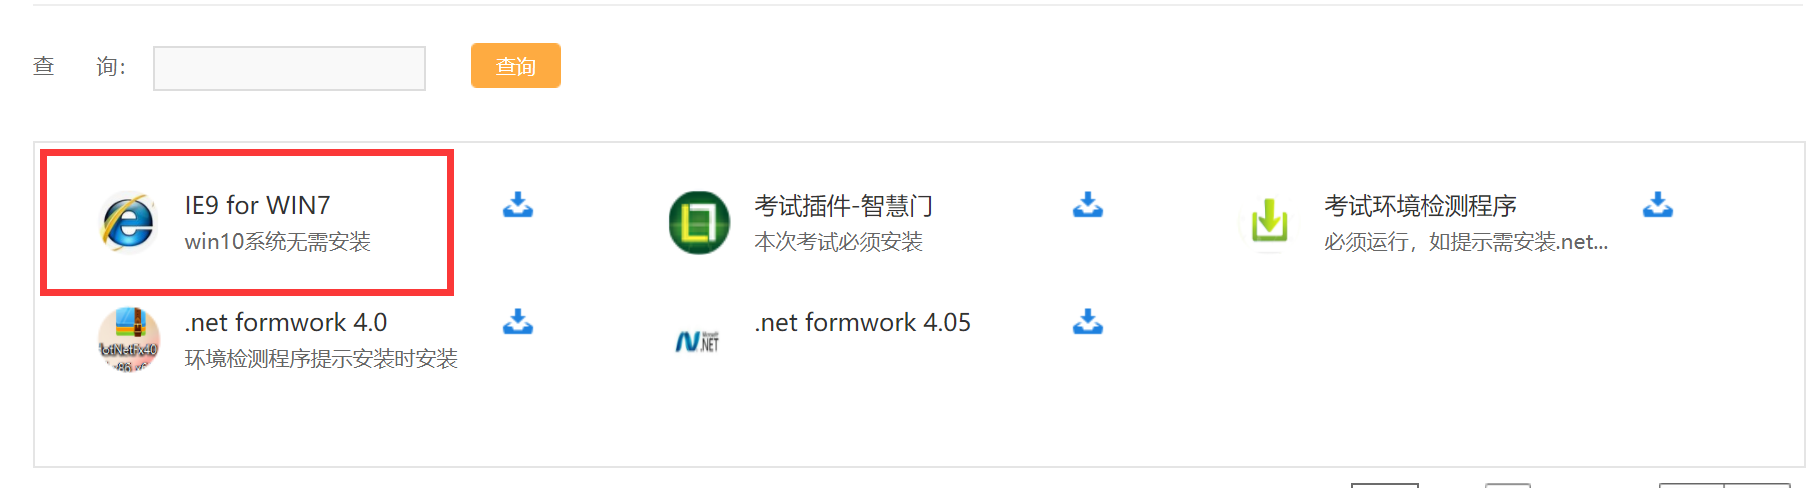 查 询：
查询
IE9 for WIN7
win10系统无需安装
考试插件-智慧门
本次考试必须安装
考试环境检测程序
必须运行，如提示需安装.net...
.net formwork 4.0
环境检测程序提示安装时安装
.net formwork 4.05
.NET